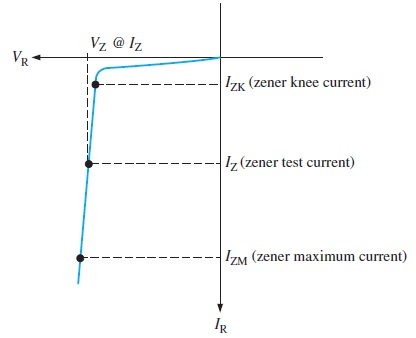 V_Z @ I_Z
V_R
I_ZK (zener knee current)
I_Z (zener test current)
I_ZM (zener maximum current)
I_R